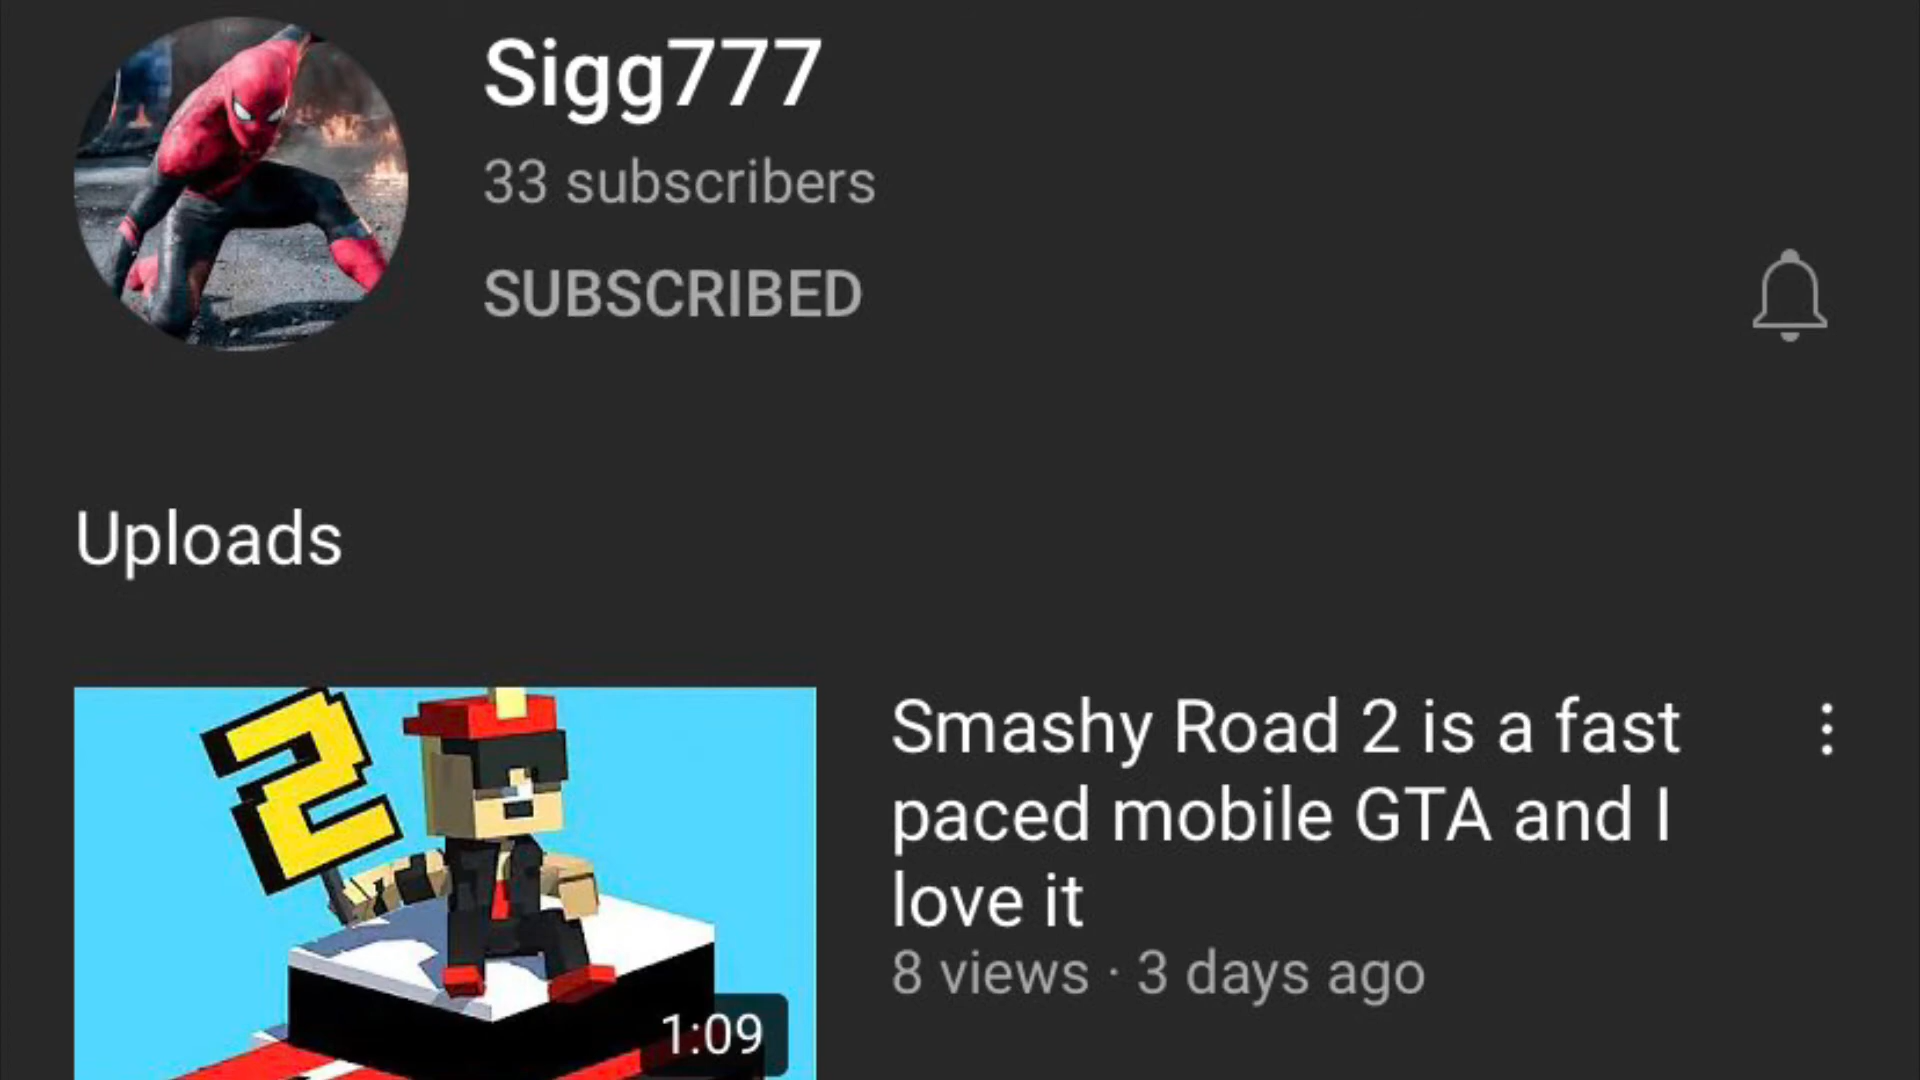 Sigg777
33 subscribers
SUBSCRIBED
Uploads
2
Smashy Road 2 is a fast
paced mobile GTA and I
love it
8 views · 3 days ago
1:09